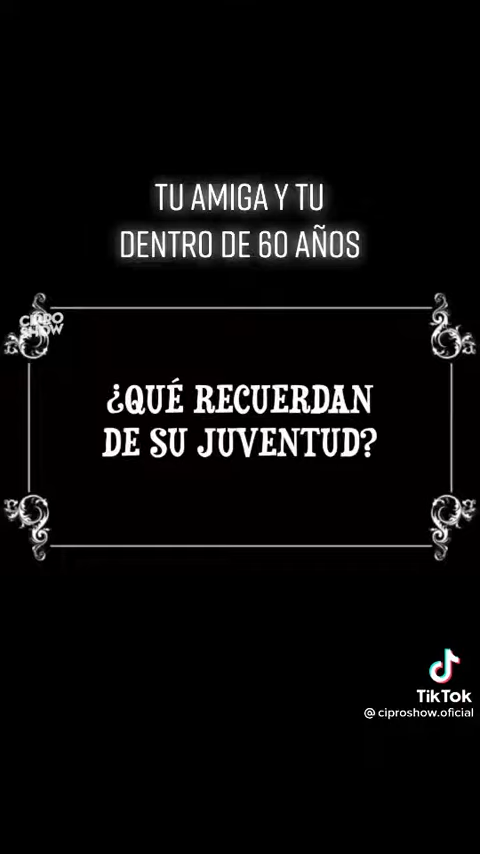 TU AMIGA Y TU
DENTRO DE 60 AÑOS
CIPRO
SHOW
¿QUÉ RECUERDAN
DE SU JUVENTUD?
TikTok
@ciproshow.oficial